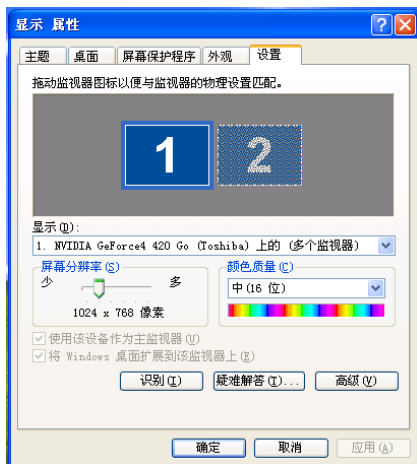 显示 属性
主题 桌面 屏幕保护程序 外观 设置
拖动监视器图标以便与监视器的物理设置匹配。
1 2
显示(D):
1. NVIDIA GeForce4 420 Go (Toshiba) 上的 (多个监视器)
屏幕分辨率(S) 颜色质量(C)
少 多 中(16 位)
1024 x 768 像素
使用该设备作为主监视器(U)
将 Windows 桌面扩展到该监视器上(E)
识别(I) 疑难解答(T)... 高级(V)
确定 取消 应用(A)